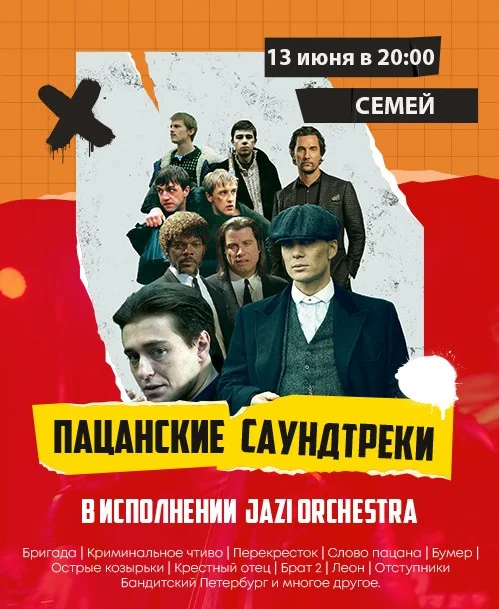 13 июня в 20:00
СЕМЕЙ
ПАЦАНСКИЕ САУНДТРЕКИ
В ИСПОЛНЕНИИ JAZI ORCHESTRA
Бригада | Криминальное чтиво | Перекресток | Слово пацана | Бумер |
Острые козырьки | Крестный отец | Брат 2 | Леон | Отступники
Бандитский Петербург и многое другое.